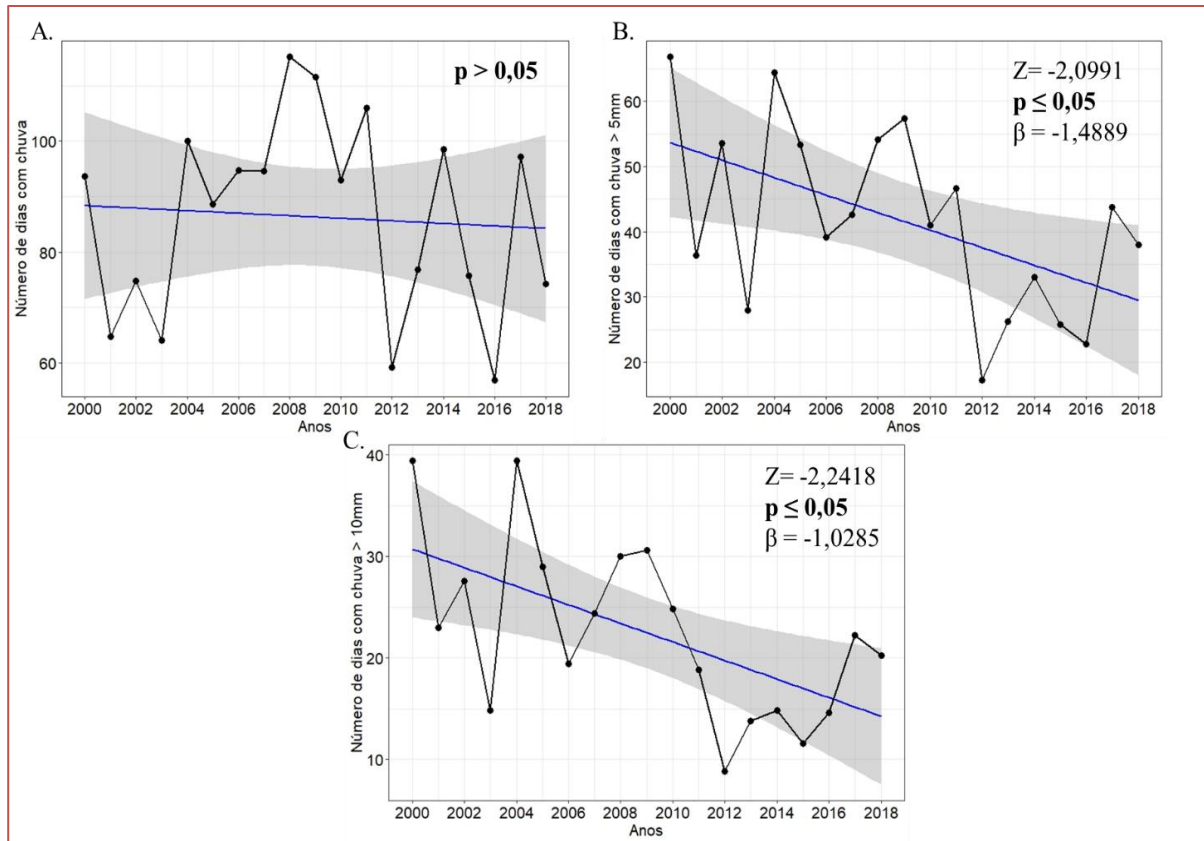 A.
Número de dias com chuva
100
80
60
p > 0,05
2000 2002 2004 2006 2008 2010 2012 2014 2016 2018
Anos
B.
Número de dias com chuva > 5mm
60
50
40
30
20
Z= -2,0991
p ≤ 0,05
β = -1,4889
2000 2002 2004 2006 2008 2010 2012 2014 2016 2018
Anos
C.
Número de dias com chuva > 10mm
40
30
20
10
Z= -2,2418
p ≤ 0,05
β = -1,0285
2000 2002 2004 2006 2008 2010 2012 2014 2016 2018
Anos